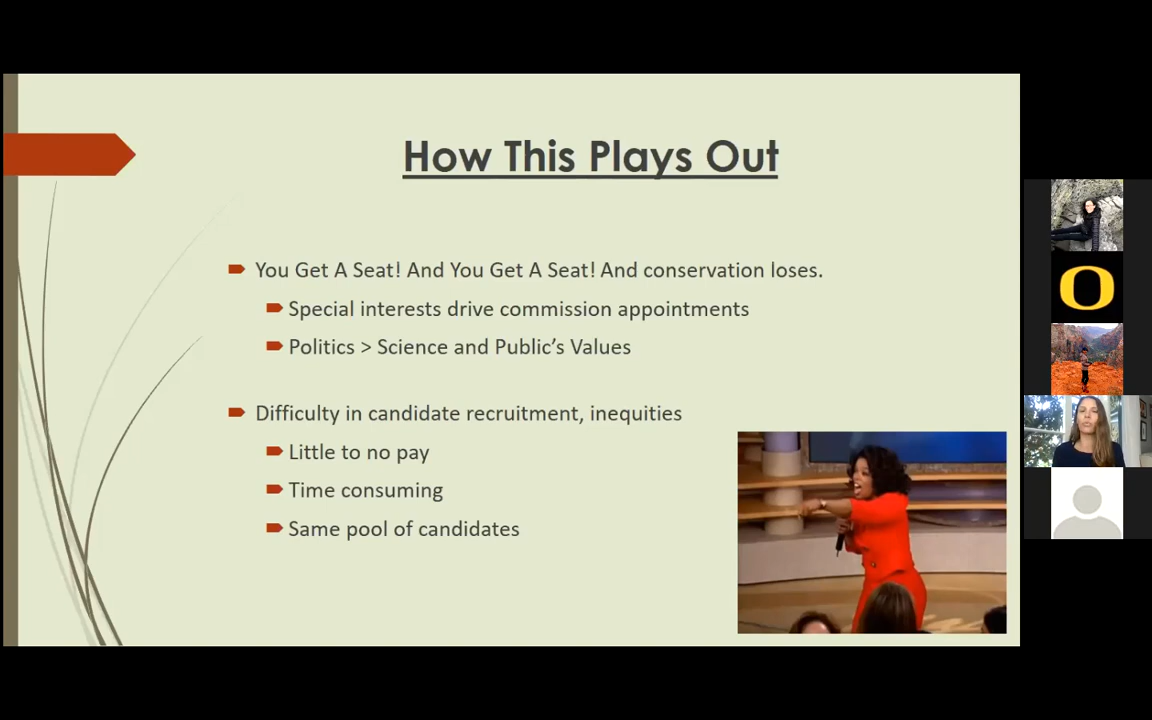 How This Plays Out
You Get A Seat! And You Get A Seat! And conservation loses.
Special interests drive commission appointments
Politics > Science and Public’s Values
Difficulty in candidate recruitment, inequities
Little to no pay
Time consuming
Same pool of candidates
O